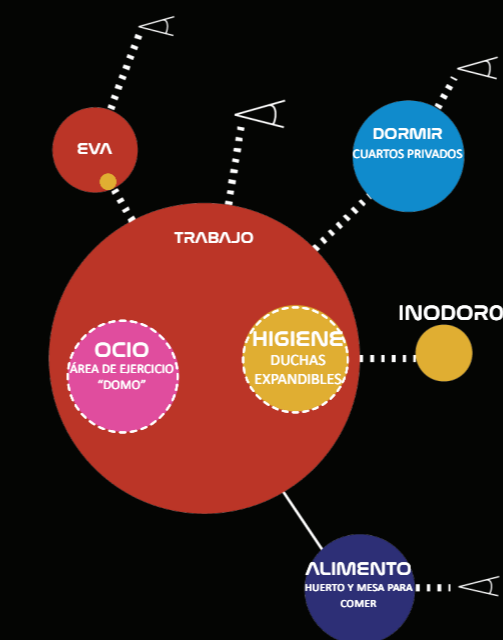 EVA
DORMIR
CUARTOS PRIVADOS
TRABAJO
INODORO
HIGIENE
DUCHAS
EXPANDIBLES
OCIO
ÁREA DE EJERCICIO
“DOMO”
ALIMENTO
HUERTO Y MESA PARA
COMER